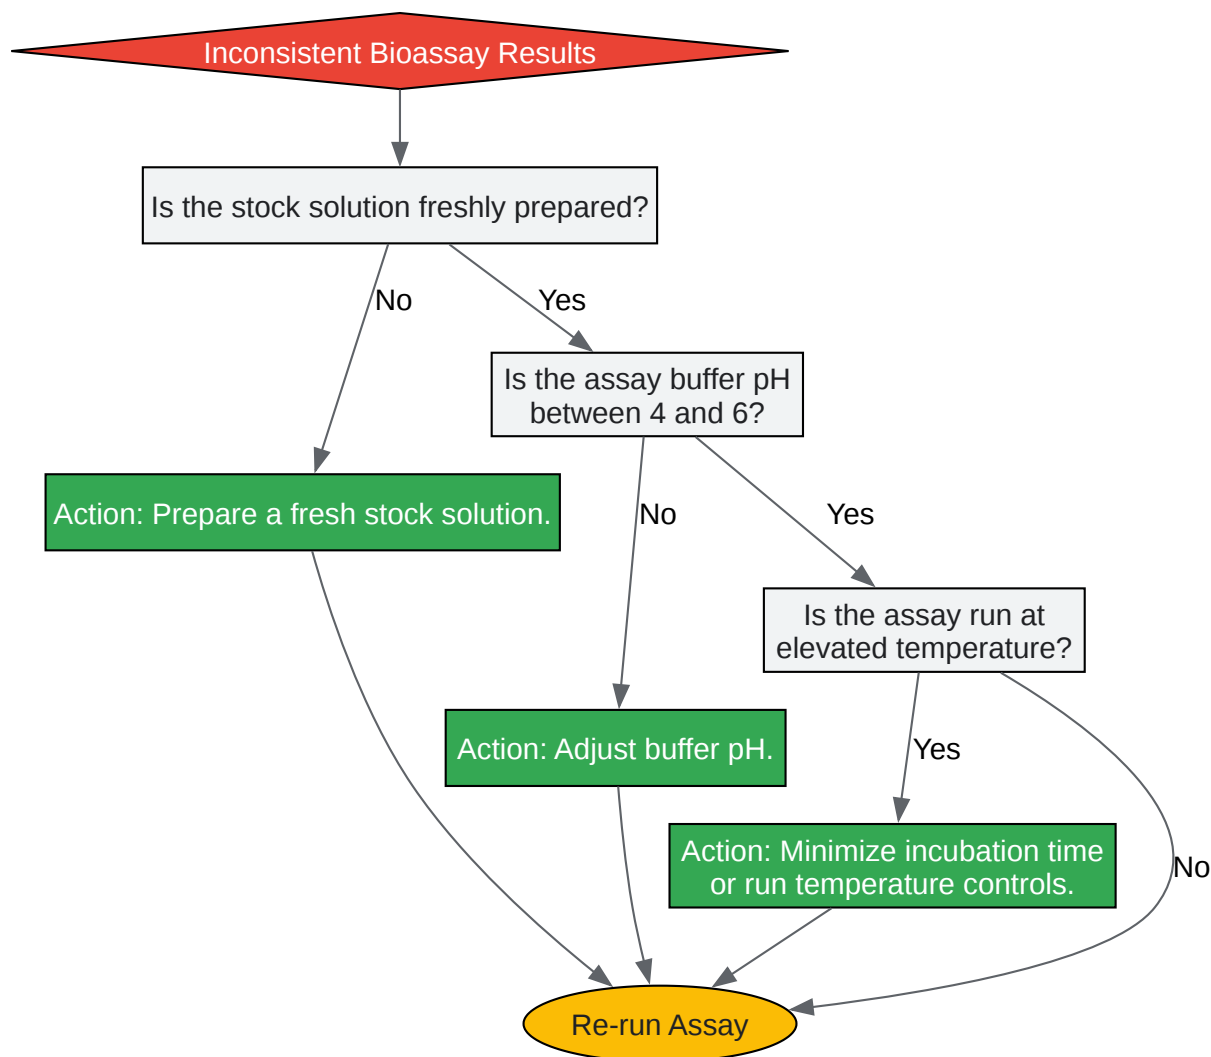 Inconsistent Bioassay Results
Is the stock solution freshly prepared?
No
Yes
Is the assay buffer pH
between 4 and 6?
Action: Prepare a fresh stock solution.
No
Yes
Is the assay run at
elevated temperature?
Action: Adjust buffer pH.
Yes
Action: Minimize incubation time
or run temperature controls.
No
Re-run Assay